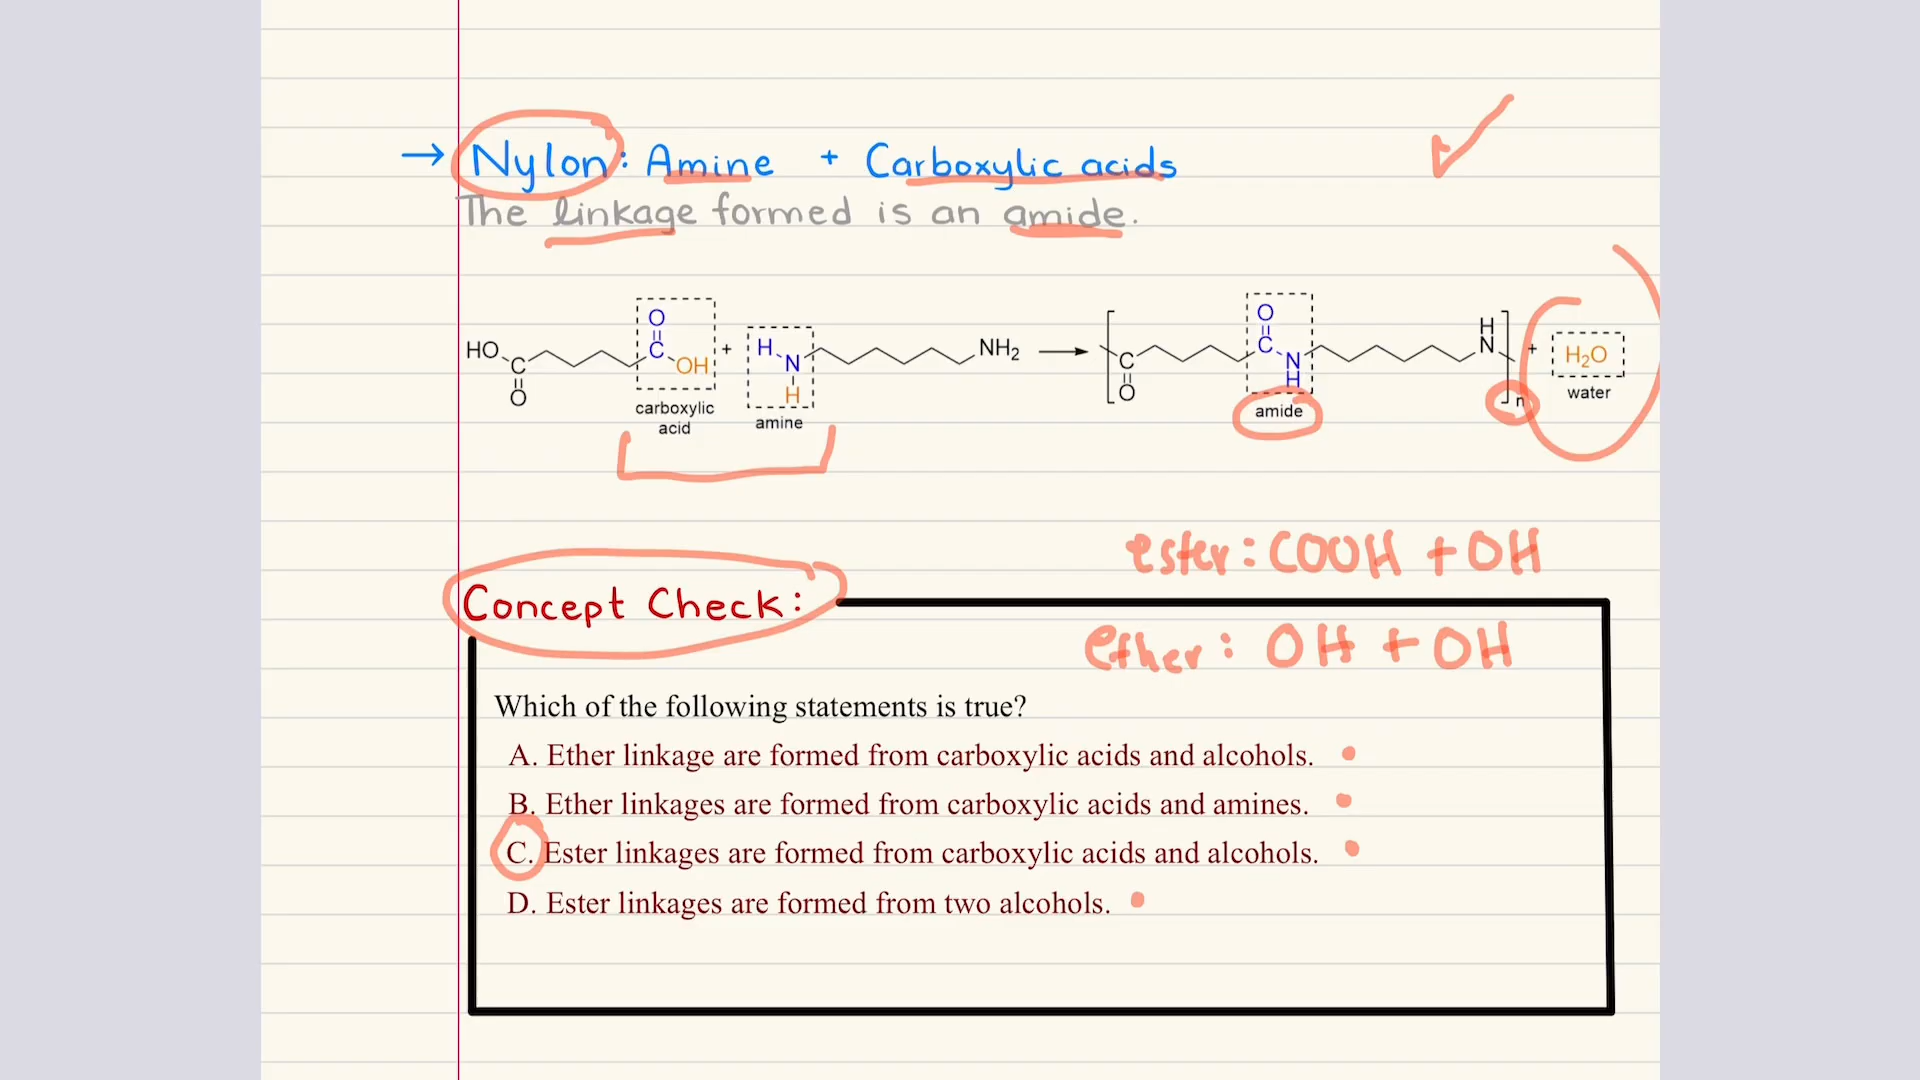 → Nylon: Amine + Carboxylic acids
The linkage formed is an amide.
HO C O O C OH + H N H NH₂ → C O O C N H H N n + H₂O
carboxylic acid
amine
amide
water
ester: COOH + OH
Concept Check:
ether: OH + OH
Which of the following statements is true?
A. Ether linkage are formed from carboxylic acids and alcohols.
B. Ether linkages are formed from carboxylic acids and amines.
C. Ester linkages are formed from carboxylic acids and alcohols.
D. Ester linkages are formed from two alcohols.